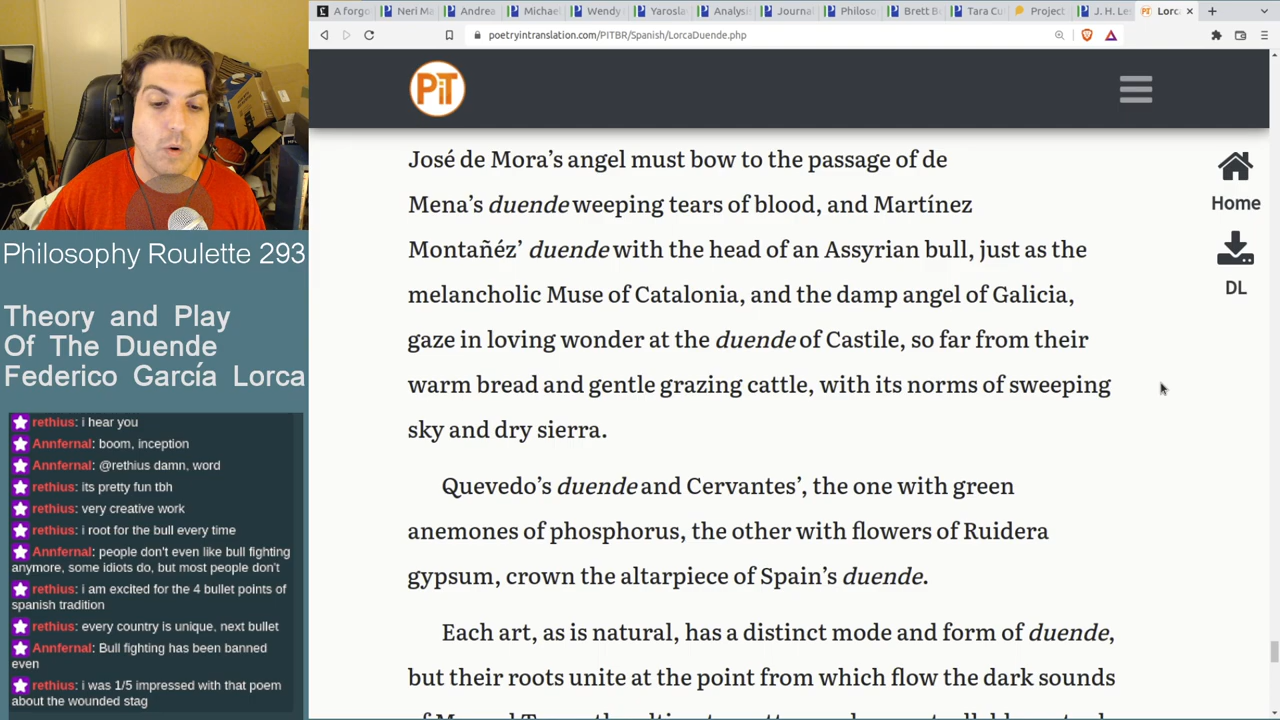 A forgo
Neri Ma
Andrea
Michael
Wendy
Yarosla
Analysi
Journal
Philoso
Brett B
Tara Cu
Project
J. H. Le
Lorca
poetryintranslation.com/PITBR/Spanish/LorcaDuende.php
PiT
Home
DL
José de Mora's angel must bow to the passage of de
Mena's duende weeping tears of blood, and Martínez
Montañéz' duende with the head of an Assyrian bull, just as the
melancholic Muse of Catalonia, and the damp angel of Galicia,
gaze in loving wonder at the duende of Castile, so far from their
warm bread and gentle grazing cattle, with its norms of sweeping
sky and dry sierra.
Quevedo's duende and Cervantes', the one with green
anemones of phosphorus, the other with flowers of Ruidera
gypsum, crown the altarpiece of Spain's duende.
Each art, as is natural, has a distinct mode and form of duende,
but their roots unite at the point from which flow the dark sounds
Philosophy Roulette 293
Theory and Play
Of The Duende
Federico García Lorca
rethius: i hear you
Annfernal: boom, inception
Annfernal: @rethius damn, word
rethius: its pretty fun tbh
rethius: very creative work
rethius: i root for the bull every time
Annfernal: people don't even like bull fighting
anymore, some idiots do, but most people don't
rethius: i am excited for the 4 bullet points of
spanish tradition
rethius: every country is unique, next bullet
Annfernal: Bull fighting has been banned
even
rethius: i was 1/5 impressed with that poem
about the wounded stag